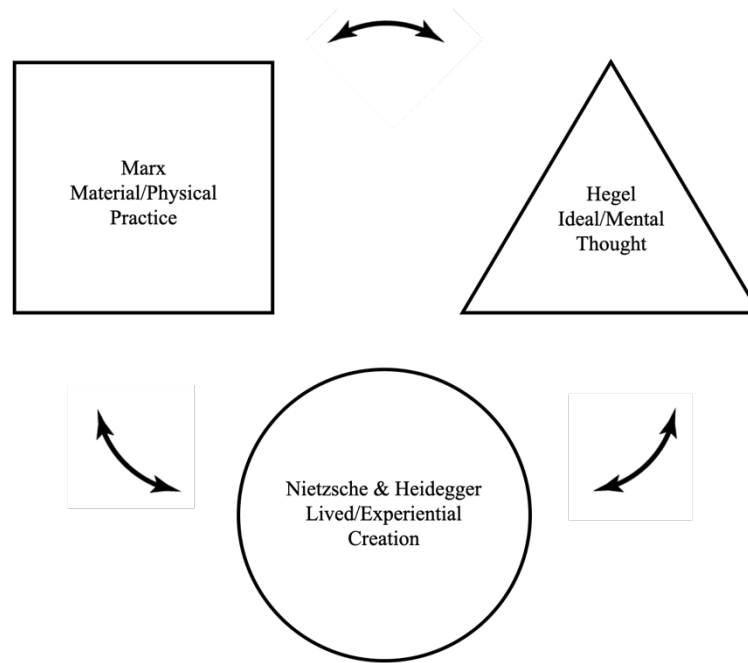 Marx
Material/Physical
Practice
Hegel
Ideal/Mental
Thought
Nietzsche & Heidegger
Lived/Experiential
Creation